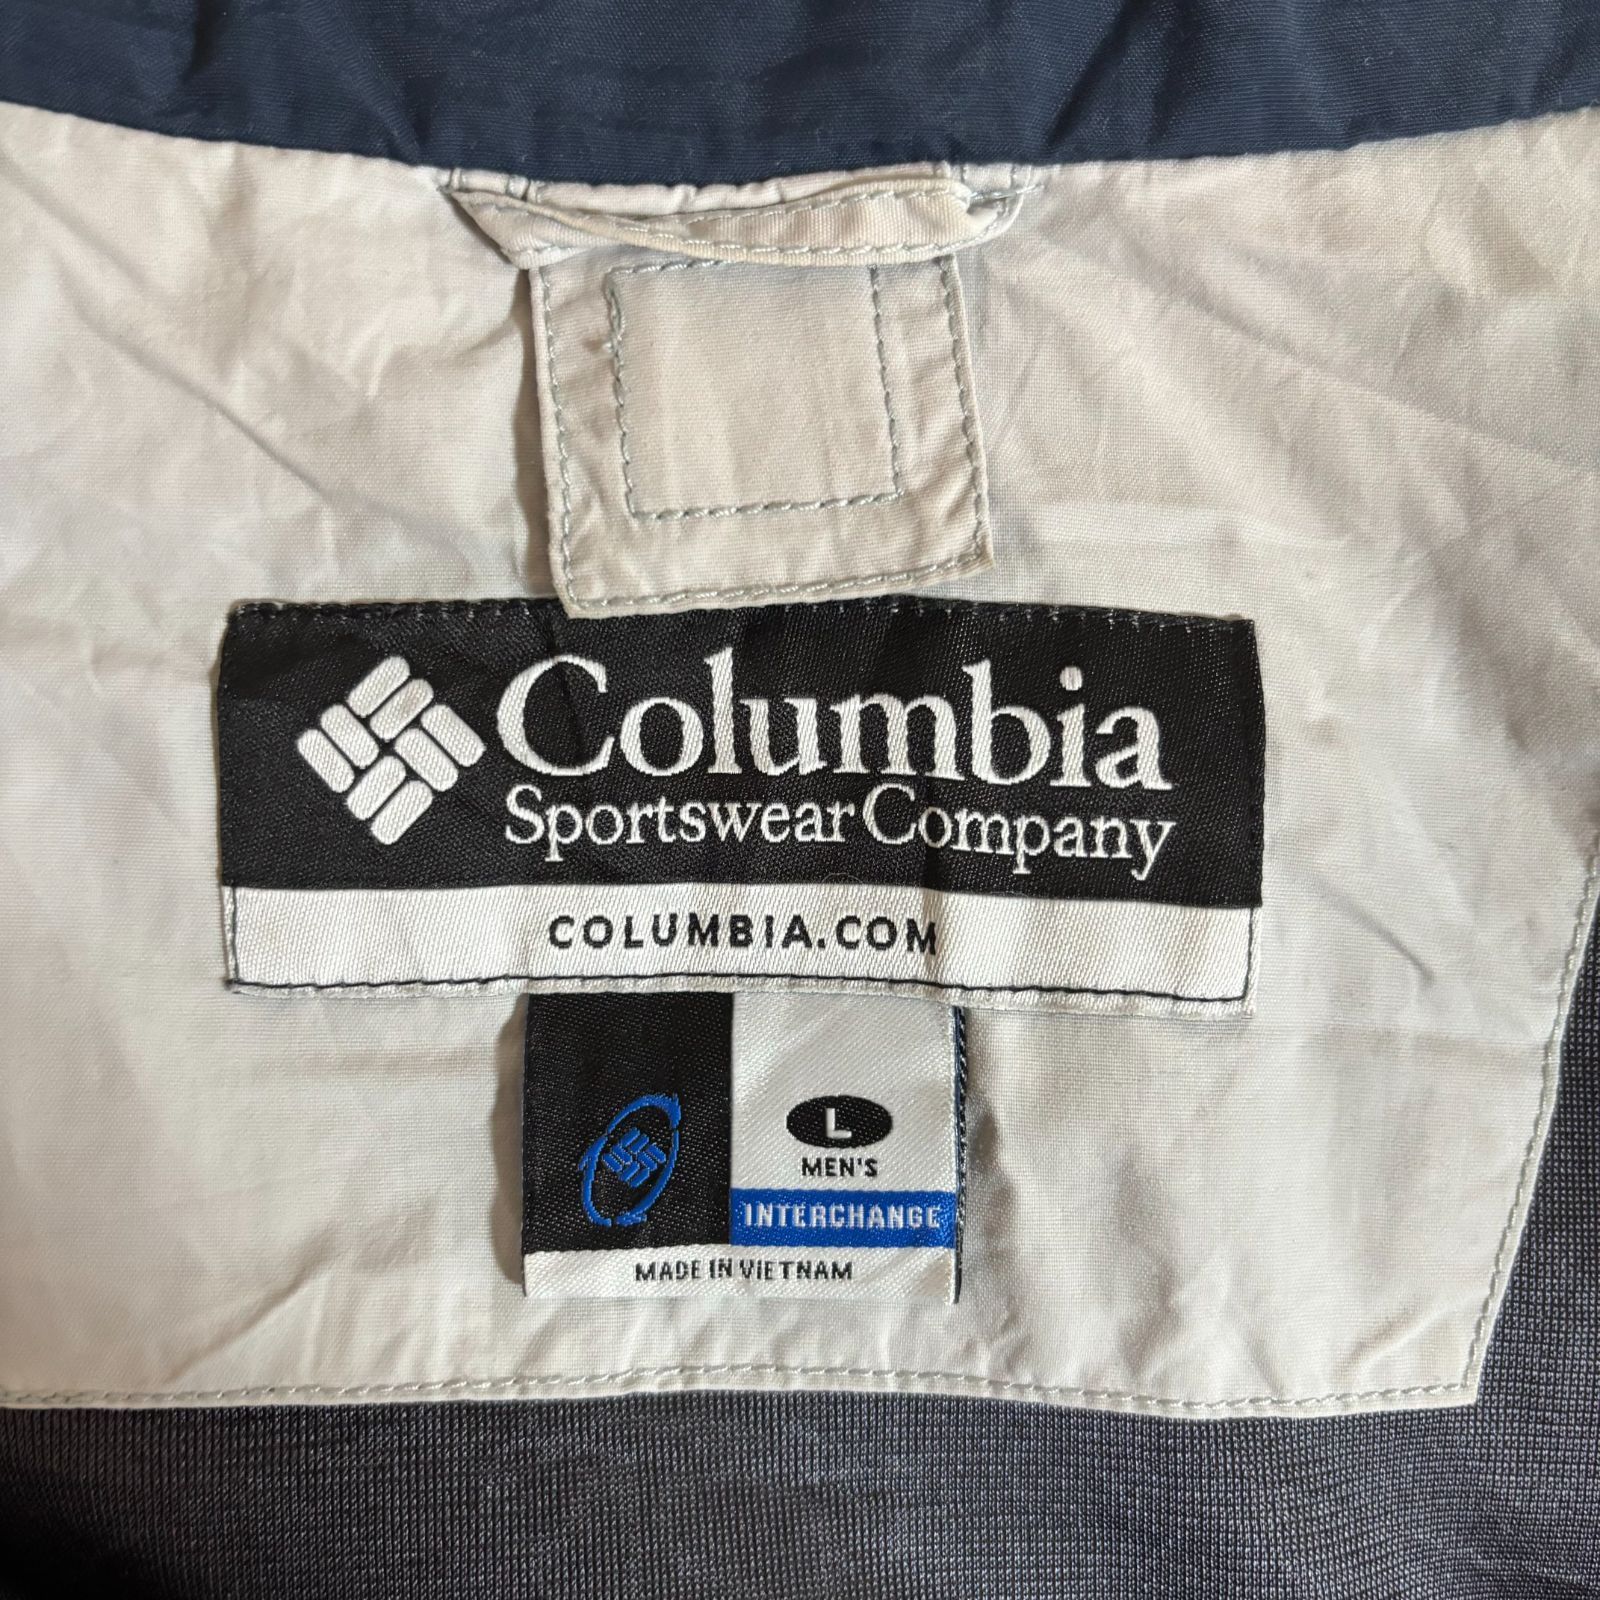 Columbia
Sportswear Company
COLUMBIA.COM
L
MEN'S
INTERCHANGE
MADE IN VIETNAM